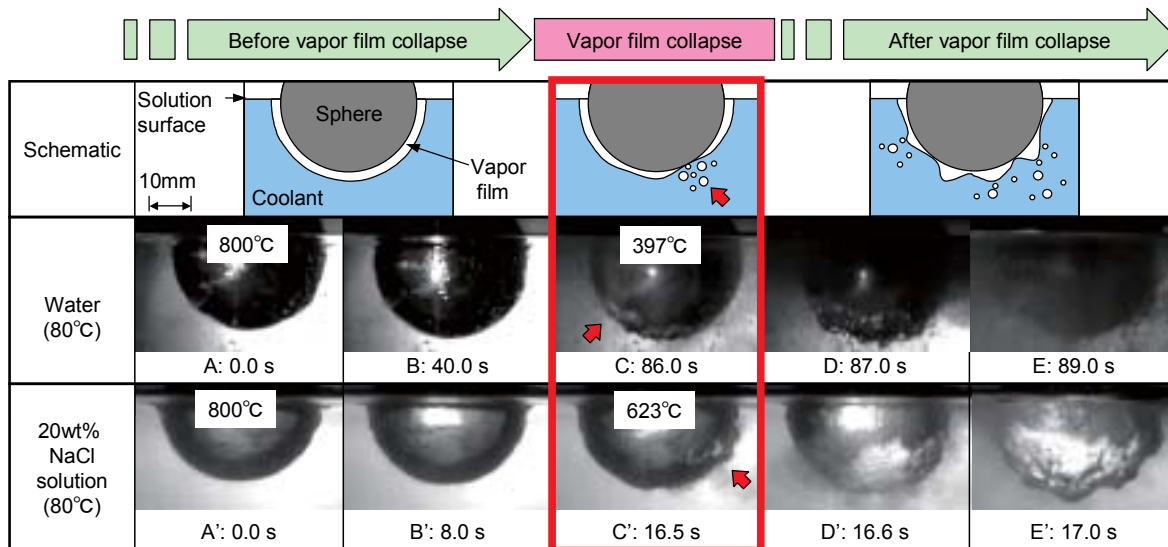 Before vapor film collapse
Vapor film collapse
After vapor film collapse
Schematic
10mm
Solution
surface
Sphere
Vapor
film
Coolant
Water
(80℃)
800℃
397℃
A: 0.0 s
B: 40.0 s
C: 86.0 s
D: 87.0 s
E: 89.0 s
20wt%
NaCl
solution
(80℃)
800℃
623℃
A’: 0.0 s
B’: 8.0 s
C’: 16.5 s
D’: 16.6 s
E’: 17.0 s